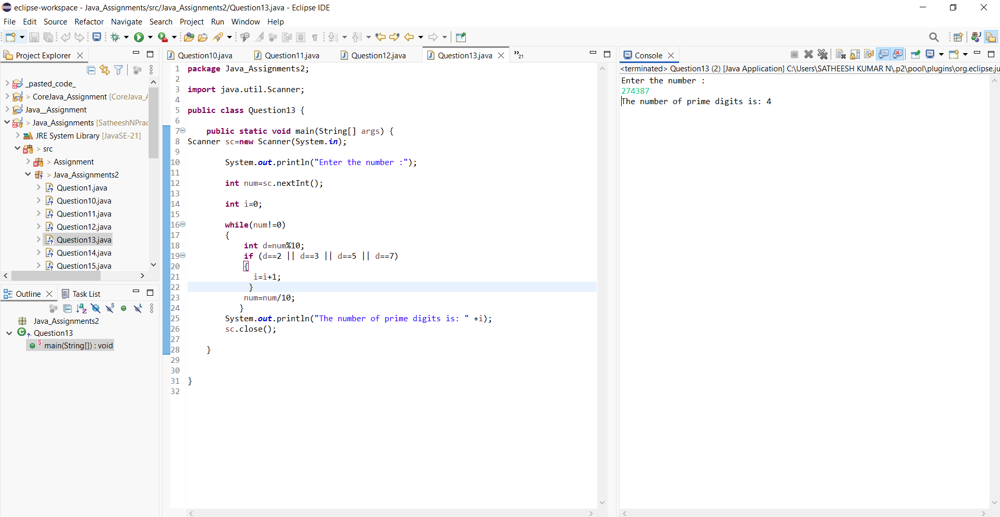 eclipse-workspace - Java_Assignments/src/Java_Assignments2/Question13.java - Eclipse IDE
File Edit Source Refactor Navigate Search Project Run Window Help
Project Explorer
_pasted_code_
> CoreJava_Assignment [CoreJava_A
Java__Assignment
> Java_Assignments [SatheeshNPrac
JRE System Library [JavaSE-21]
> src
> Assignment
> Java_Assignments2
Question1.java
Question10.java
Question11.java
Question12.java
Question13.java
Question14.java
Question15.java
Outline Task List
Java_Assignments2
Question13
main(String[]) : void
Question10.java Question11.java Question12.java Question13.java »21
1 package Java_Assignments2;
2
3 import java.util.Scanner;
4
5 public class Question13 {
6
7 public static void main(String[] args) {
8 Scanner sc=new Scanner(System.in);
9
10 System.out.println("Enter the number :");
11
12 int num=sc.nextInt();
13
14 int i=0;
15
16 while(num!=0)
17 {
18 int d=num%10;
19 if (d==2 || d==3 || d==5 || d==7)
20 {
21 i=i+1;
22 }
23 num=num/10;
24 }
25 System.out.println("The number of prime digits is: " +i);
26 sc.close();
27
28 }
29
30
31 }
32
Console
<terminated> Question13 (2) [Java Application] C:\Users\SATHEESH KUMAR N\.p2\pool\plugins\org.eclipse.ju
Enter the number :
274387
The number of prime digits is: 4